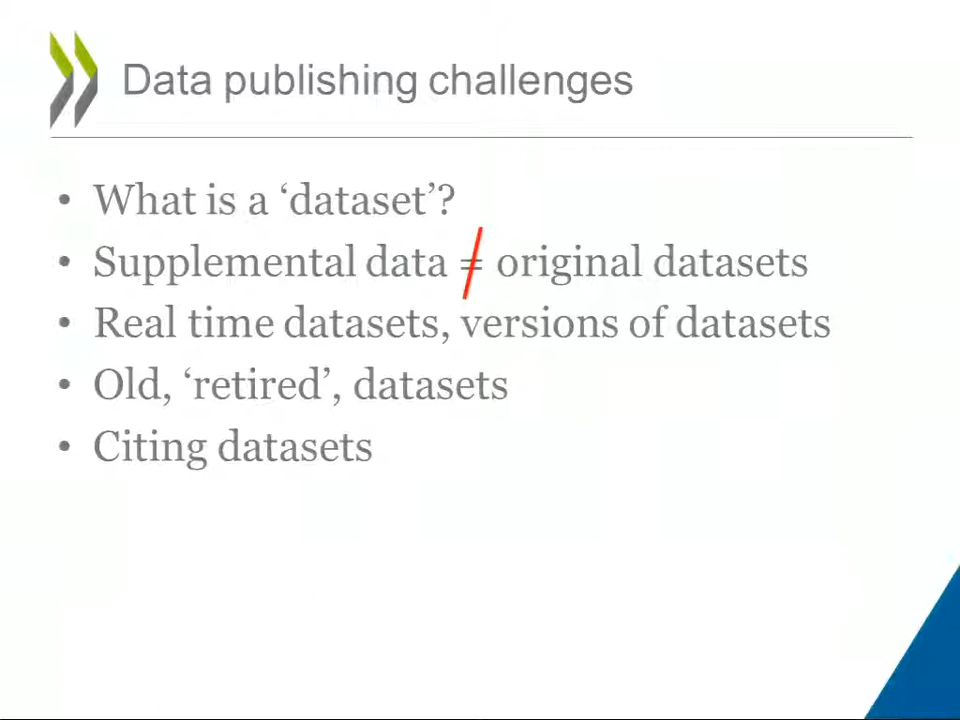 Data publishing challenges
• What is a ‘dataset’?
• Supplemental data ≠ original datasets
• Real time datasets, versions of datasets
• Old, ‘retired’, datasets
• Citing datasets